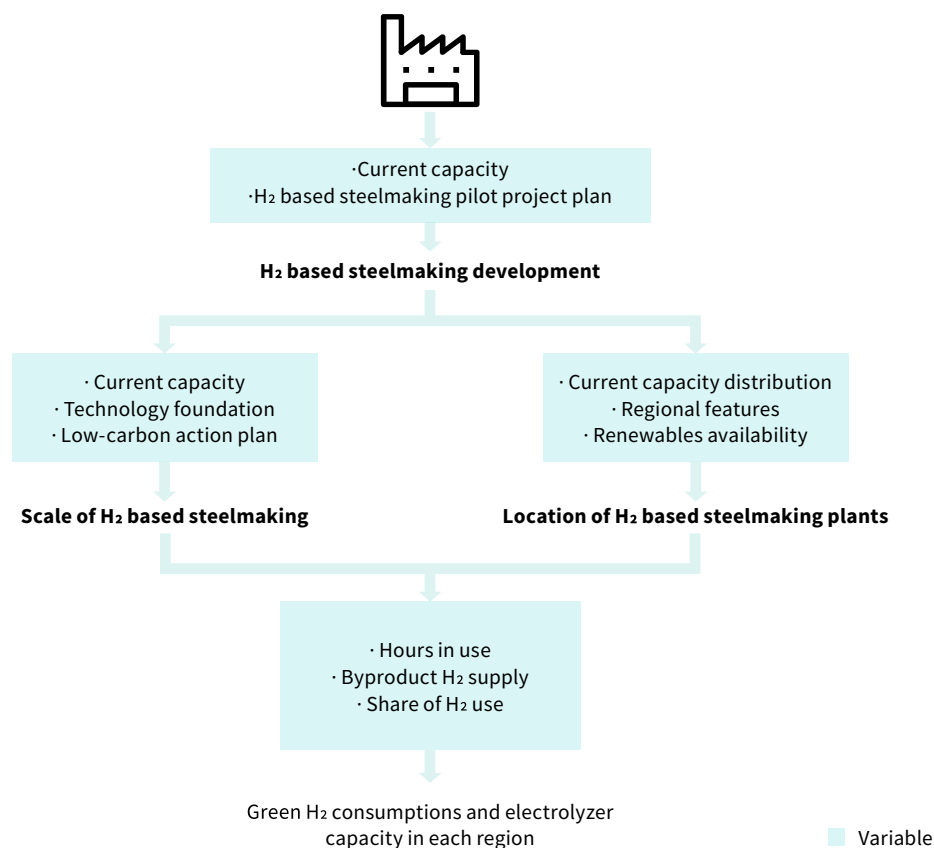 ·Current capacity
·H₂ based steelmaking pilot project plan
H₂ based steelmaking development
· Current capacity
· Technology foundation
· Low-carbon action plan
· Current capacity distribution
· Regional features
· Renewables availability
Scale of H₂ based steelmaking
Location of H₂ based steelmaking plants
· Hours in use
· Byproduct H₂ supply
· Share of H₂ use
Green H₂ consumptions and electrolyzer
capacity in each region
Variable